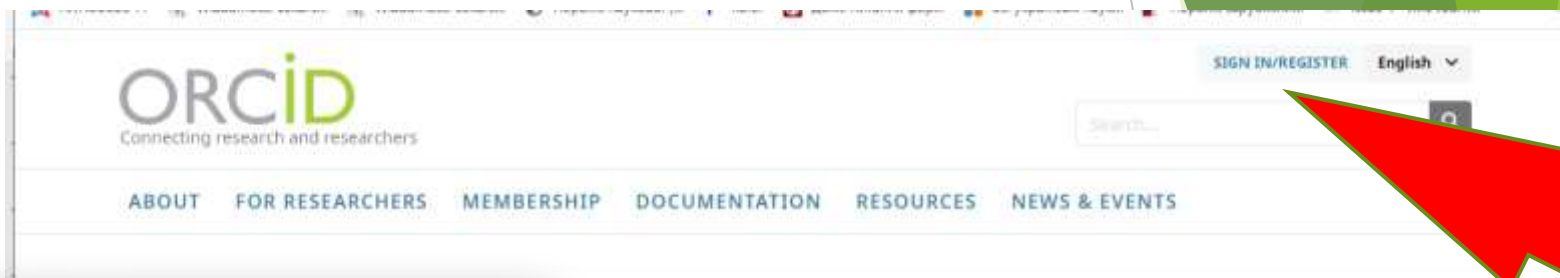 SIGN IN/REGISTER English
ORCiD
Connecting research and researchers
Search...
ABOUT FOR RESEARCHERS MEMBERSHIP DOCUMENTATION RESOURCES NEWS & EVENTS